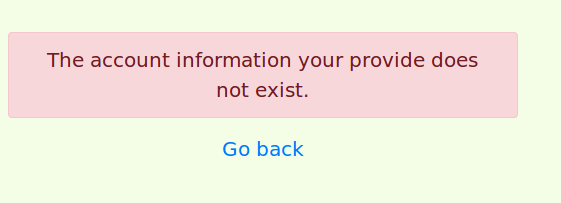 The account information your provide does
not exist.
Go back